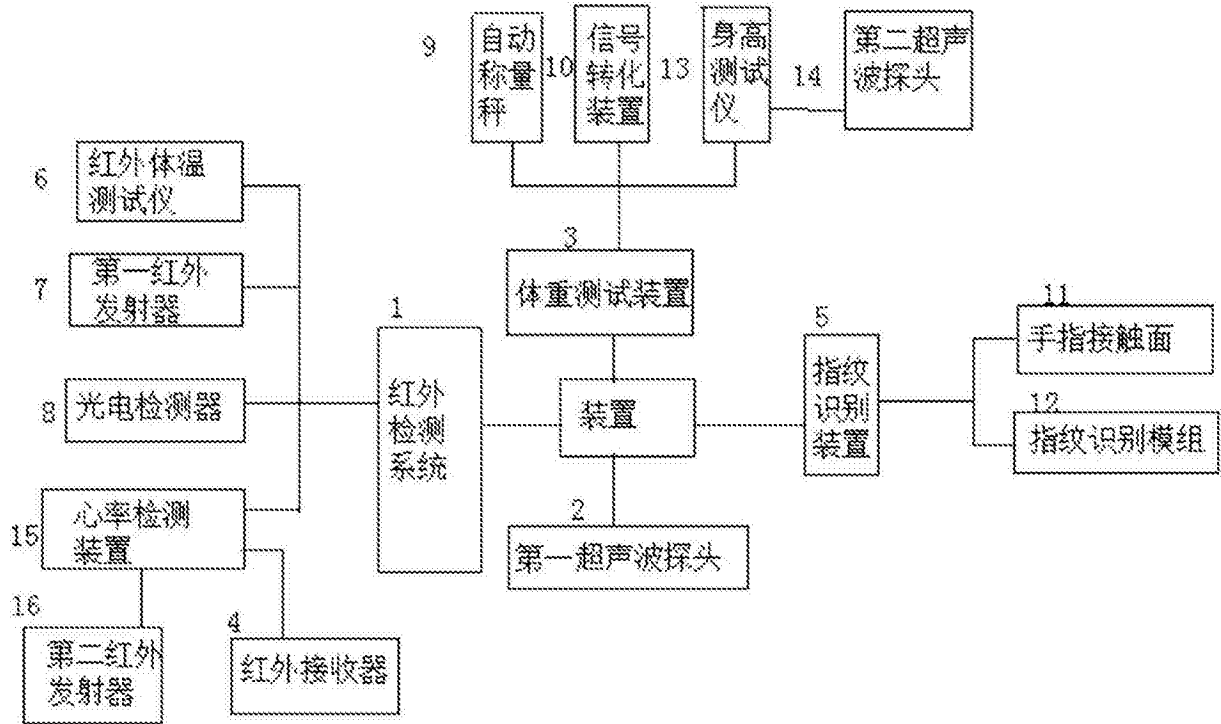 9
自动
称量
秤
10
信号
转化
装置
13
身高
测试
仪
14
第二超声
波探头
6
红外体温
测试仪
7
第一红外
发射器
8
光电检测器
15
心率检测
装置
16
第二红外
发射器
4
红外接收器
1
红外
检测
系统
3
体重测试装置
装置
2
第一超声波探头
5
指纹
识别
装置
11
手指接触面
12
指纹识别模组